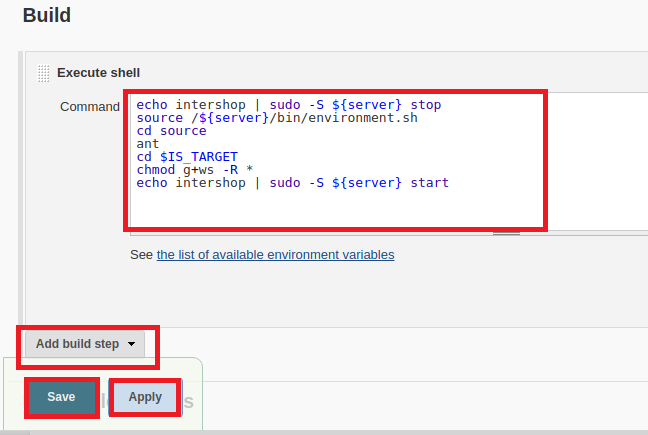 Build
Execute shell
Command
echo intershop | sudo -S ${server} stop
source /${server}/bin/environment.sh
cd source
ant
cd $IS_TARGET
chmod g+ws -R *
echo intershop | sudo -S ${server} start
See the list of available environment variables
Add build step
Save
Apply